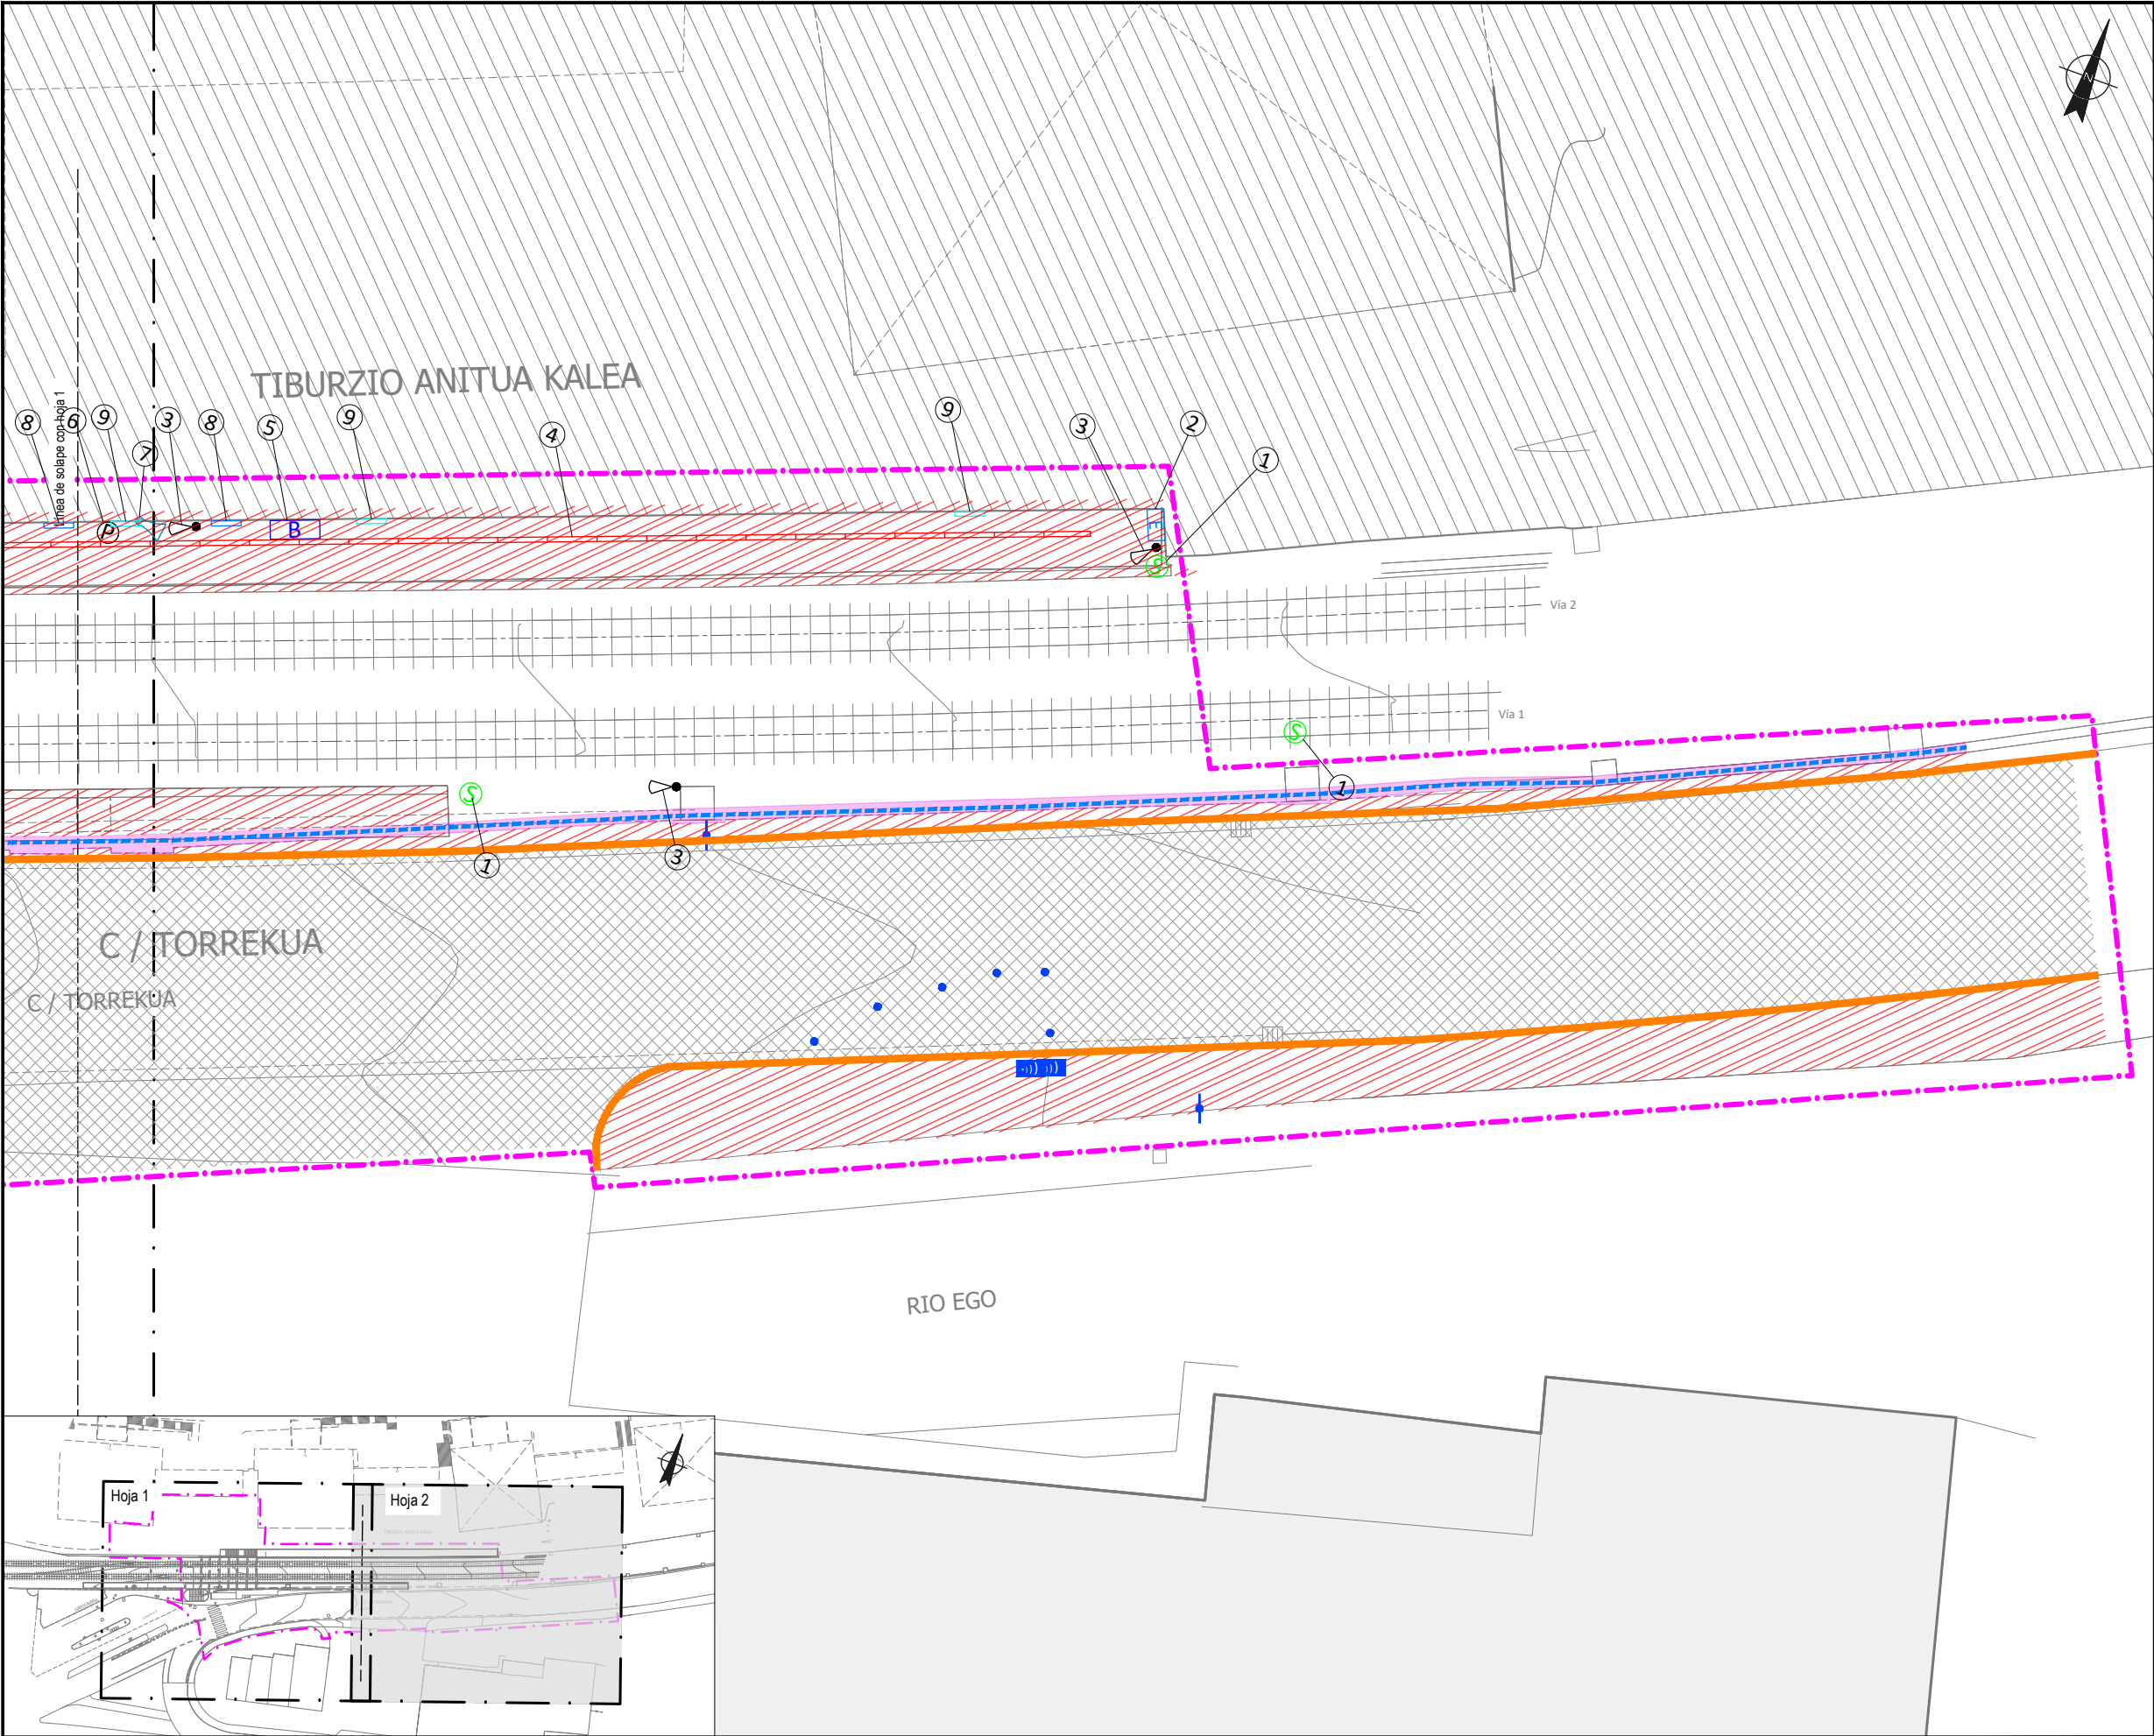 N
TIBURZIO ANITUA KALEA
Línea de solape con hoja 1
8
6
9
7
3
8
5
9
4
9
3
2
1
P
B
E
S
Vía 2
Vía 1
S
1
S
1
3
C / TORREKUA
C / TORREKUA
RIO EGO
Hoja 1
Hoja 2